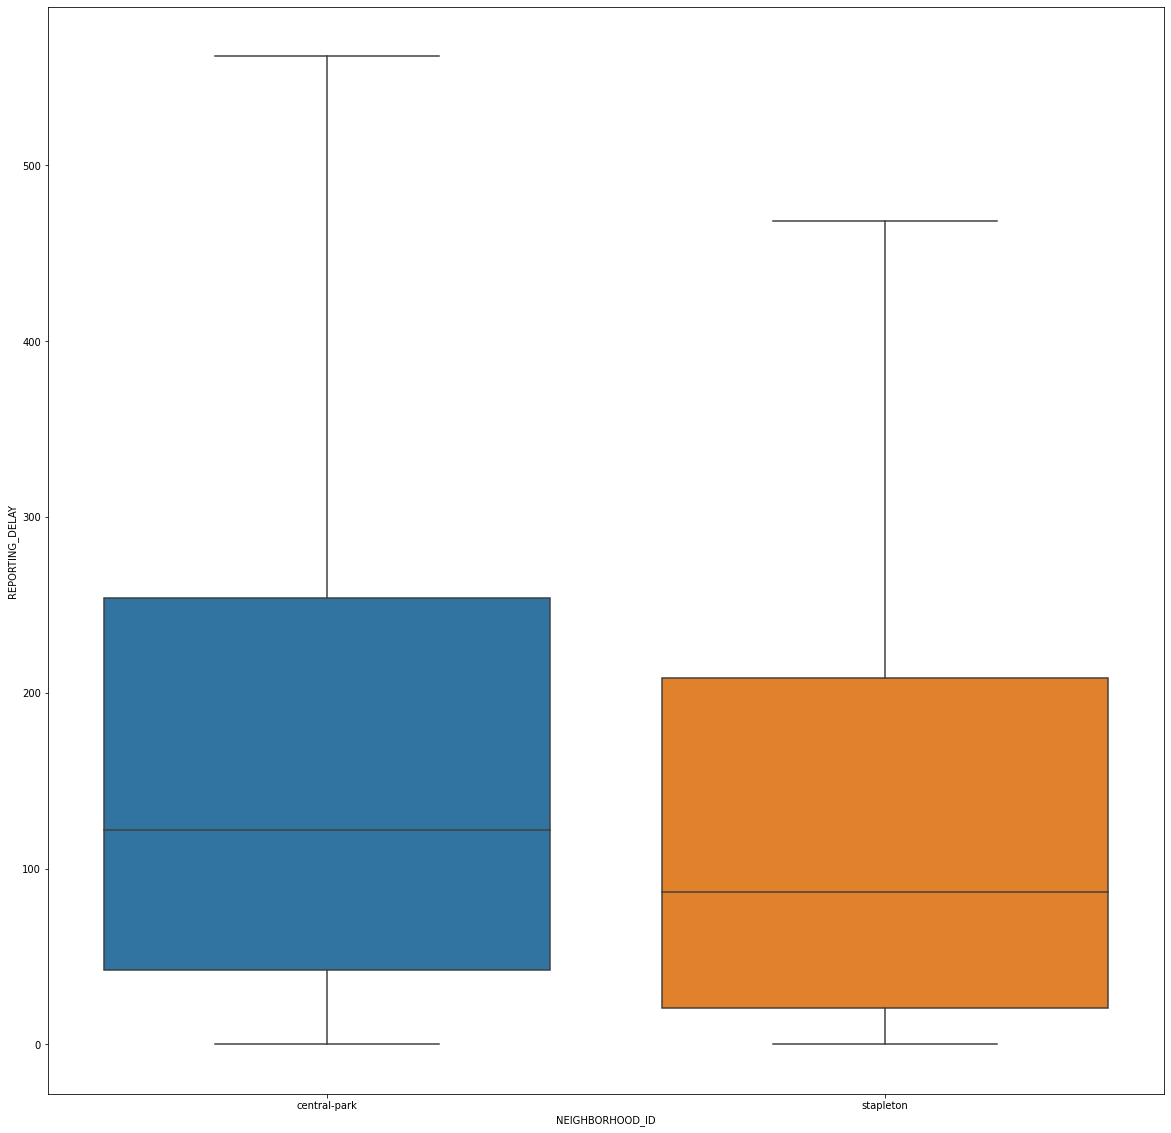 REPORTING_DELAY
500
400
300
200
100
0
central-park
stapleton
NEIGHBORHOOD_ID